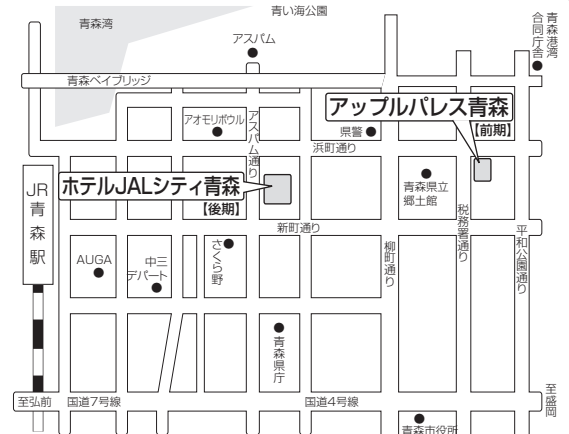 青い海公園
青森湾
アスパム
青森港湾
合同庁舎
青森ベイブリッジ
アップルパレス青森
【前期】
アオモリボウル
アスパム通り
県警
浜町通り
JR
青森駅
ホテルJALシティ青森
【後期】
青森県立
郷土館
新町通り
さくら野
柳町通り
税務署通り
平和公園通り
AUGA
中三
デパート
青森県庁
至弘前
国道7号線
国道4号線
至盛岡
青森市役所